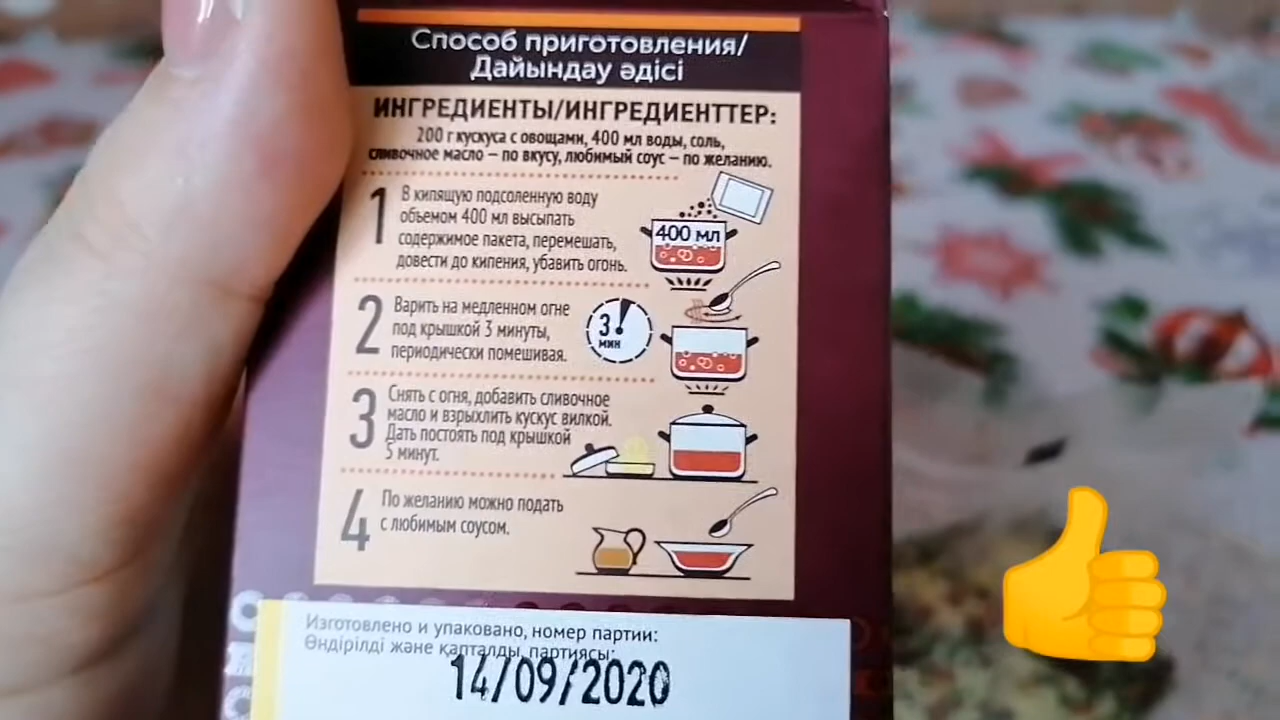 Способ приготовления/
Дайындау әдісі
ИНГРЕДИЕНТЫ/ИНГРЕДИЕНТТЕР:
200 г кускуса с овощами, 400 мл воды, соль,
сливочное масло – по вкусу, любимый соус – по желанию.
1
В кипящую подсоленную воду
объемом 400 мл высыпать
содержимое пакета, перемешать,
довести до кипения, убавить огонь.
400 мл
2
Варить на медленном огне
под крышкой 3 минуты,
периодически помешивая.
3
мин
3
Снять с огня, добавить сливочное
масло и взрыхлить кускус вилкой.
Дать постоять под крышкой
5 минут.
4
По желанию можно подать
с любимым соусом.
Изготовлено и упаковано, номер партии:
Өндірілді және қапталды, партиясы:
14/09/2020